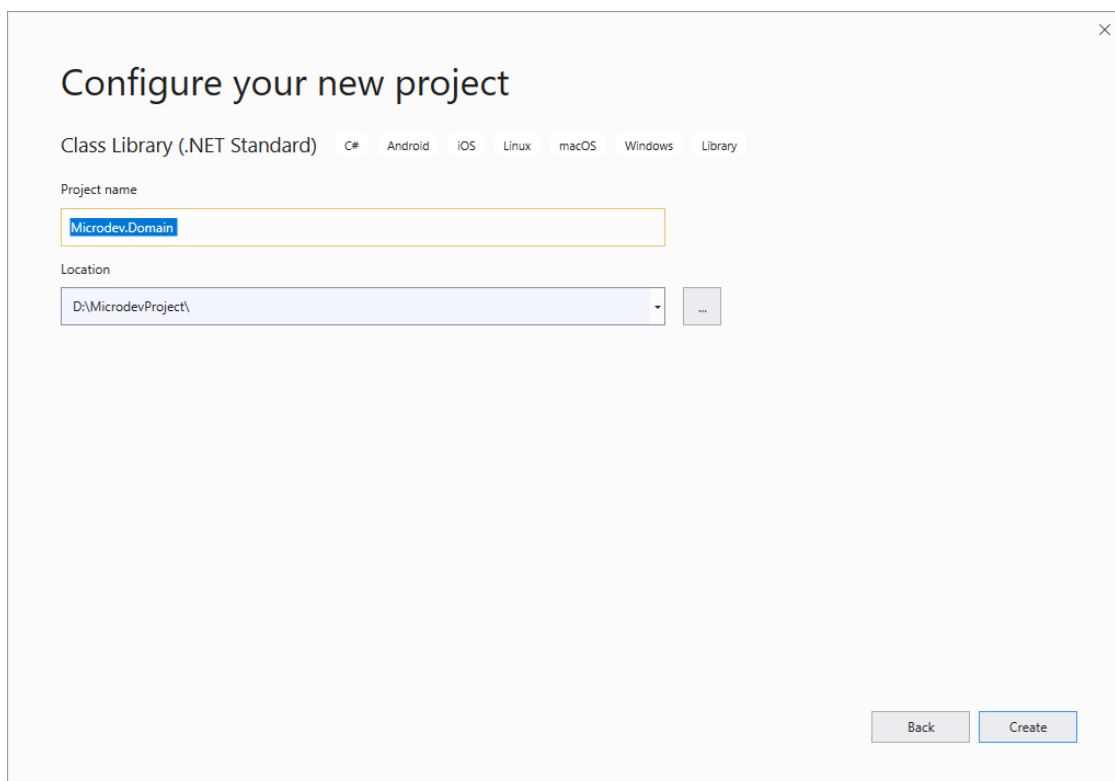 Configure your new project
Class Library (.NET Standard) C# Android iOS Linux macOS Windows Library
Project name
Microdev.Domain
Location
D:\MicrodevProject\
...
Back Create